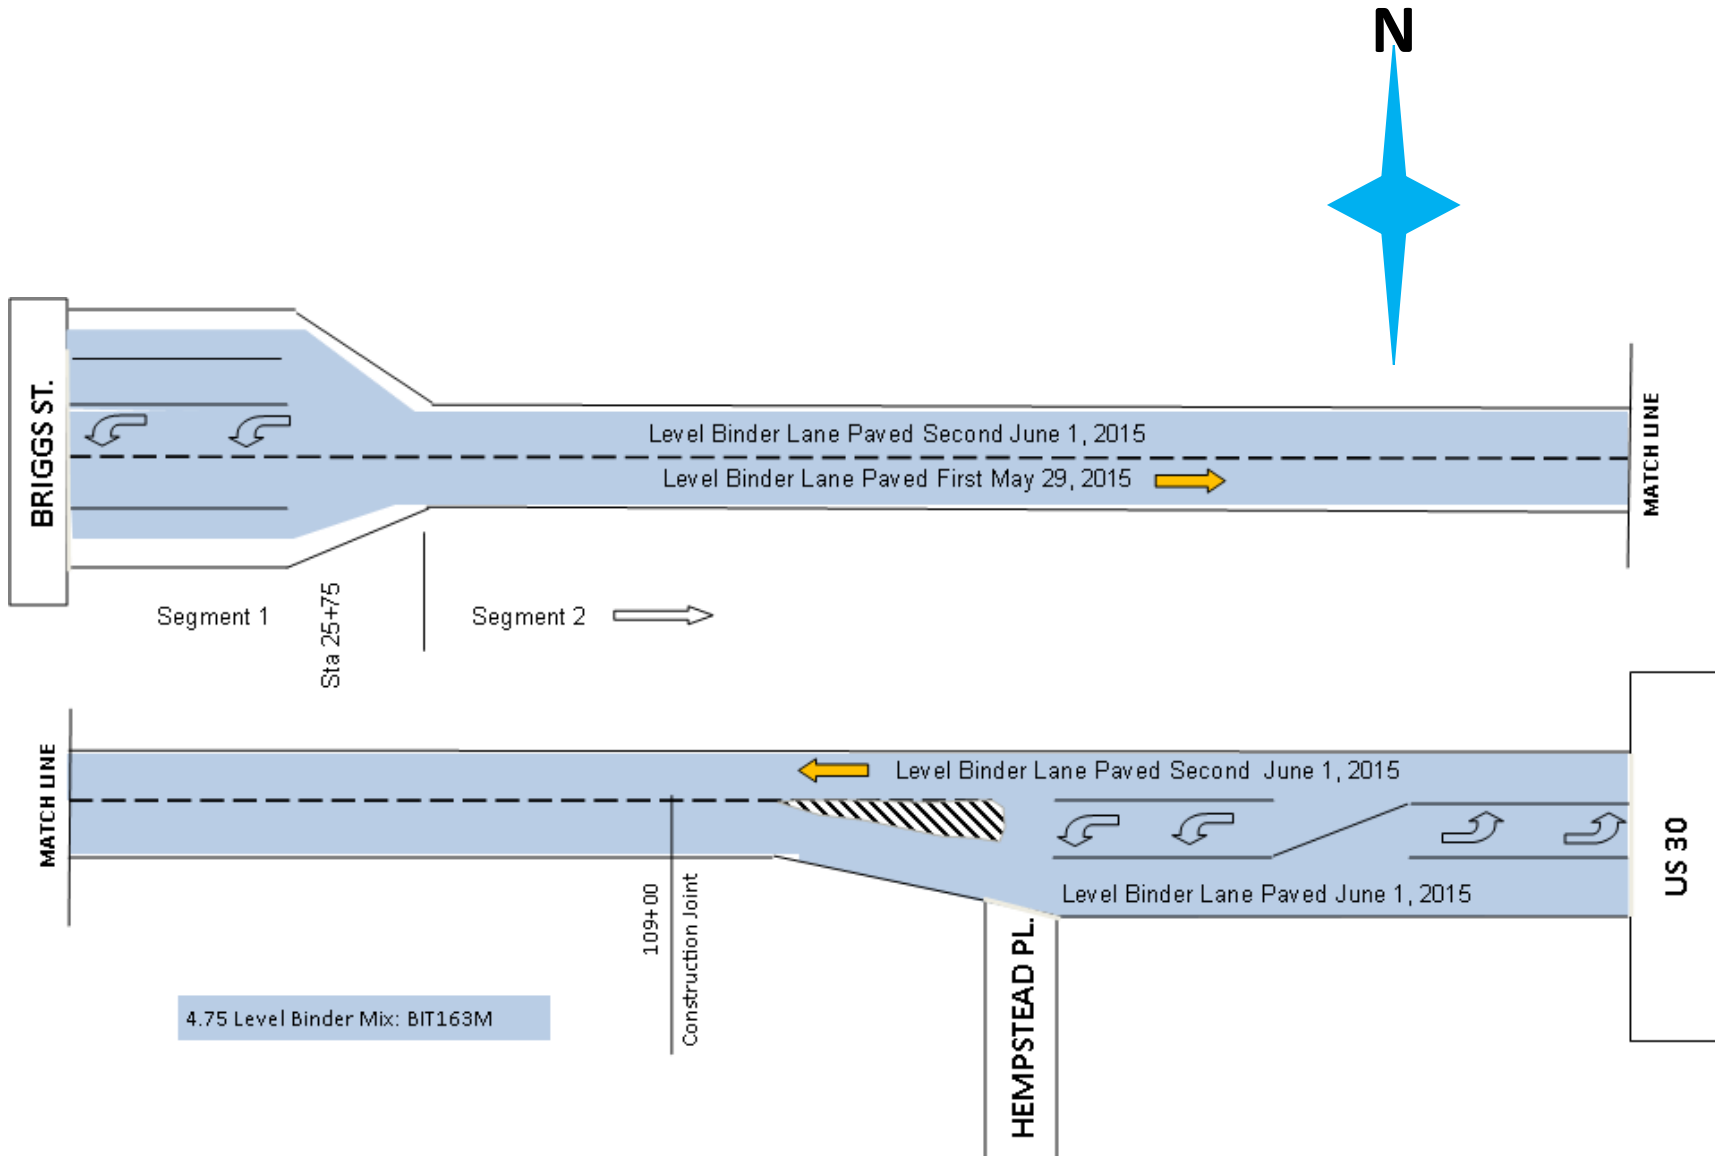 N
BRIGGS ST.
Level Binder Lane Paved Second June 1, 2015
Level Binder Lane Paved First May 29, 2015
MATCH LINE
Segment 1
Sta 25+75
Segment 2
MATCH LINE
Level Binder Lane Paved Second June 1, 2015
US 30
Level Binder Lane Paved June 1, 2015
109+00
Construction Joint
HEMPSTEAD PL.
4.75 Level Binder Mix: BIT163M